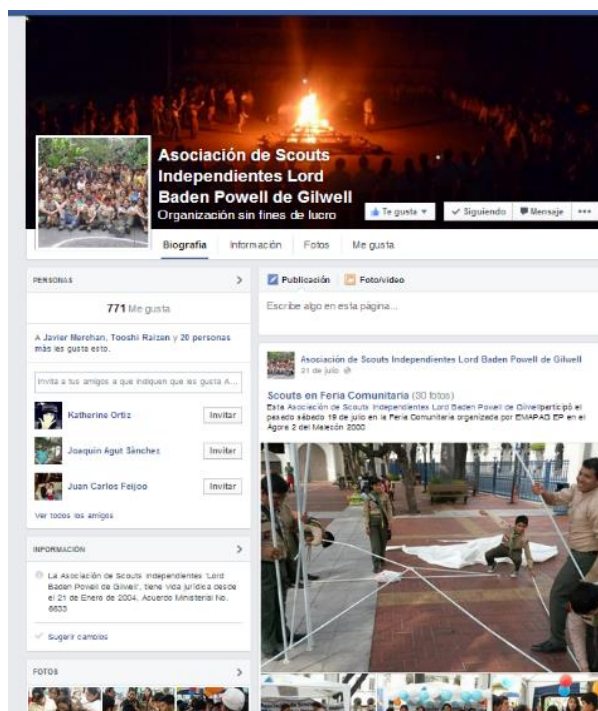 Asociación de Scouts
Independientes Lord
Baden Powell de Gilwell
Organización sin fines de lucro
Te gusta
Siguiendo
Mensaje
Biografía
Información
Fotos
Me gusta
PERSONAS
771 Me gusta
A Javier Merchan, Tooshi Raizen y 20 personas
más les gusta esto.
Invita a tus amigos a que indiquen que les gusta A...
Katherine Ortiz
Invitar
Joaquin Agut Sánchez
Invitar
Juan Carlos Feijoo
Invitar
Ver todos los amigos
INFORMACIÓN
La Asociación de Scouts Independientes 'Lord
Baden Powell de Gilwell', tiene vida jurídica desde
el 21 de Enero de 2004, Acuerdo Ministerial No.
6633
Sugerir cambios
FOTOS
Publicación
Foto/video
Escribe algo en esta página...
Asociación de Scouts Independientes Lord Baden Powell de Gilwell
21 de julio
Scouts en Feria Comunitaria (30 fotos)
Esta Asociación de Scouts Independientes Lord Baden Powell de Gilwellparticipó el
pasado sábado 19 de julio en la Feria Comunitaria organizada por EMAPAG EP en el
Agora 2 del Malecón 2000